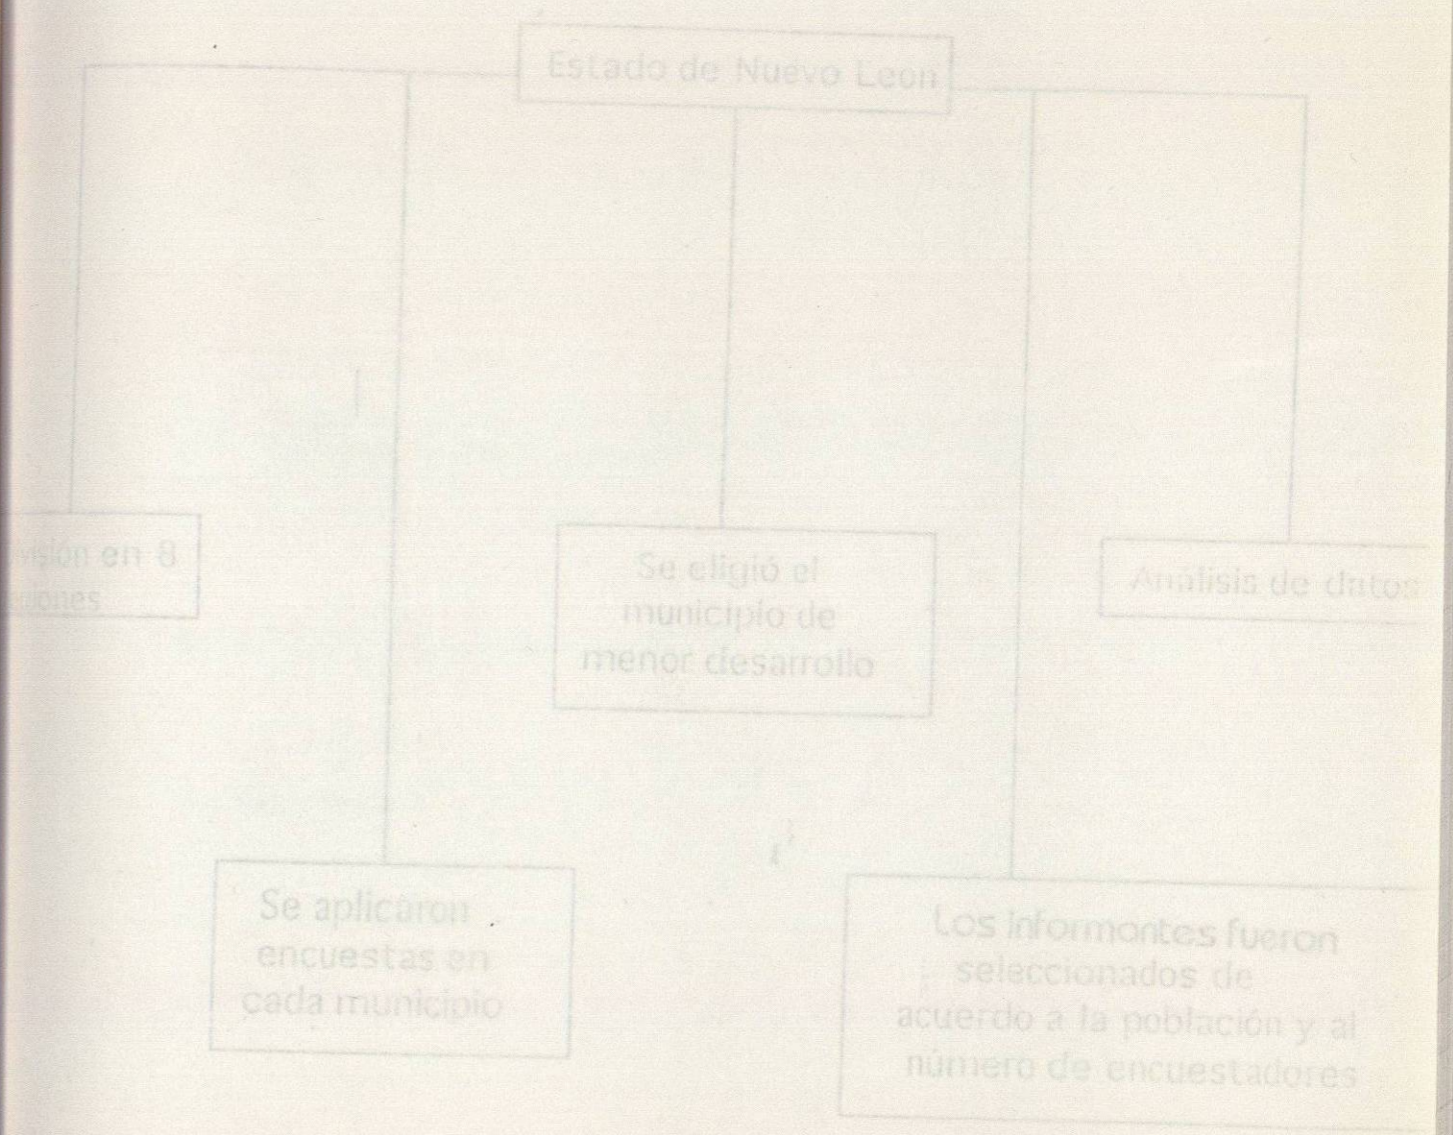 Estado de Nuevo Leon
en 8
Se eligió el
municipio de
menor desarrollo
Análisis de datos
Se aplicaron
encuestas en
cada municipio
Los Informantes fueron
seleccionados de
acuerdo a la población y al
número de encuestadores